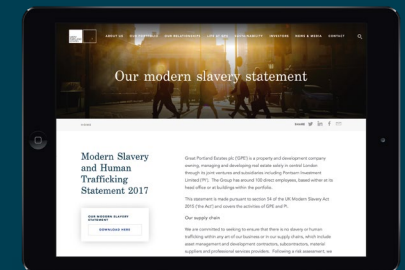 ABOUT US OUR PORTFOLIO OUR RELATIONSHIPS LIFE AT GPE SUSTAINABILITY INVESTORS NEWS & MEDIA CONTACT
Our modern slavery statement
SHARE
Modern Slavery
and Human
Trafficking
Statement 2017
OUR MODERN SLAVERY
STATEMENT
DOWNLOAD HERE
Great Portland Estates plc ('GPE') is a property and development company
owning, managing and developing real estate solely in central London
through its joint ventures and subsidiaries including Pontsarn Investment
Limited ('PI'). The Group has around 100 direct employees, based either at its
head office or at buildings within the portfolio.
This statement is made pursuant to section 54 of the UK Modern Slavery Act
2015 ('the Act') and covers the activities of GPE and PI.
Our supply chain
We are committed to seeking to ensure that there is no slavery or human
trafficking within any part of our business or in our supply chains, which include
asset management and development contractors, subcontractors, material
suppliers and professional services providers. Following a risk assessment, we